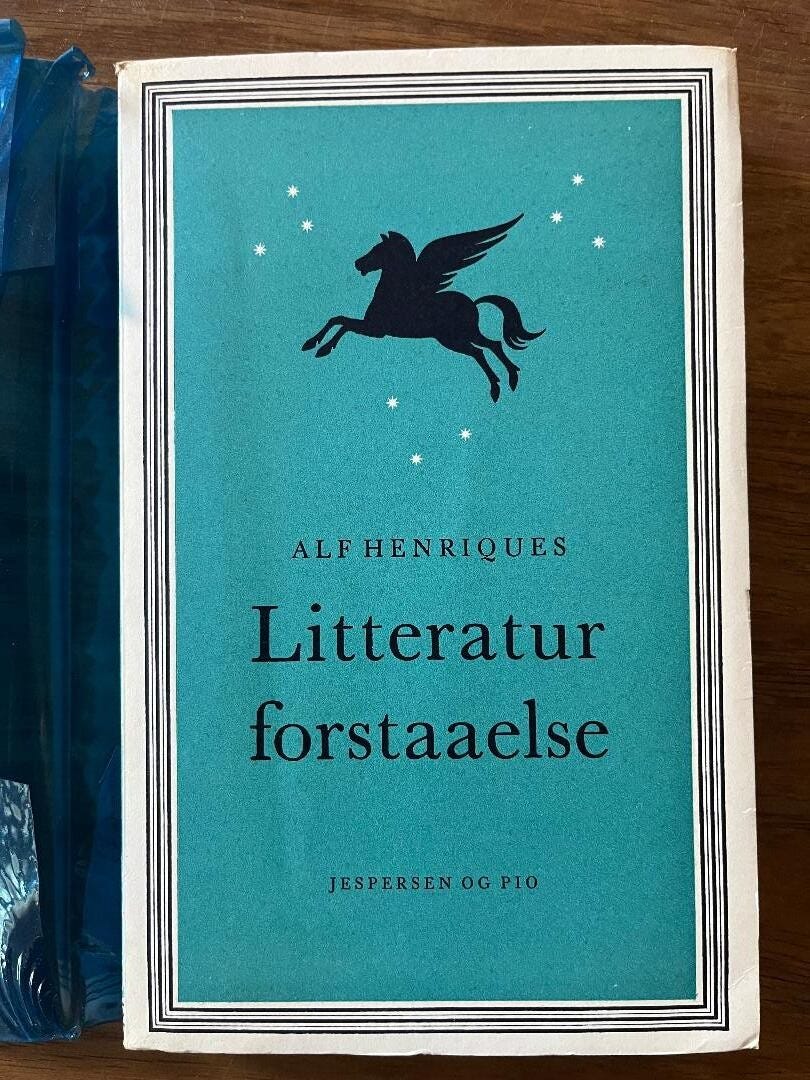 ALF HENRIQUES
Litteratur
forstaaelse
JESPERSEN OG PIO